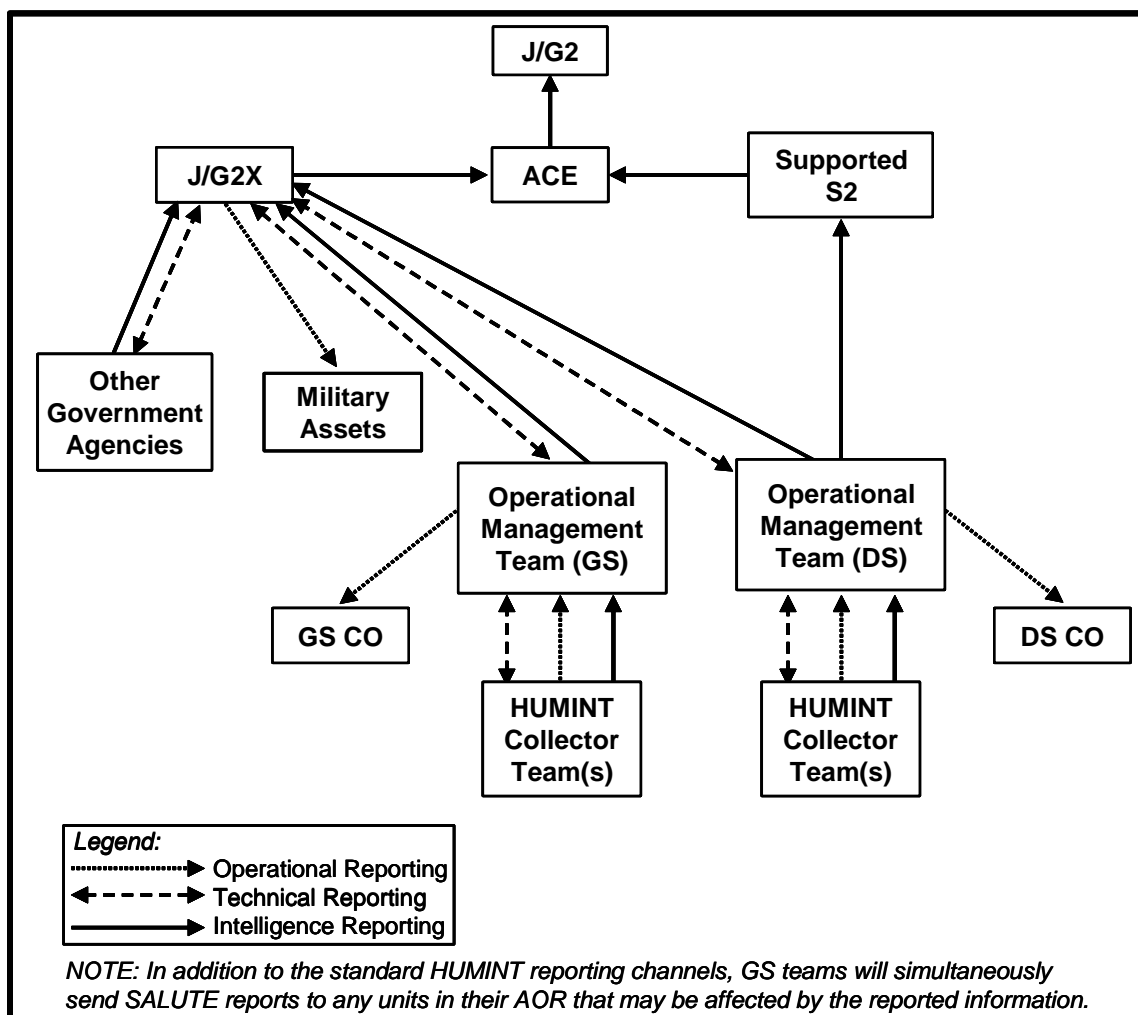 J/G2
J/G2X
ACE
Supported
S2
Other
Government
Agencies
Military
Assets
Operational
Management
Team (GS)
Operational
Management
Team (DS)
GS CO
DS CO
HUMINT
Collector
Team(s)
HUMINT
Collector
Team(s)
Legend:
Operational Reporting
Technical Reporting
Intelligence Reporting
NOTE: In addition to the standard HUMINT reporting channels, GS teams will simultaneously
send SALUTE reports to any units in their AOR that may be affected by the reported information.